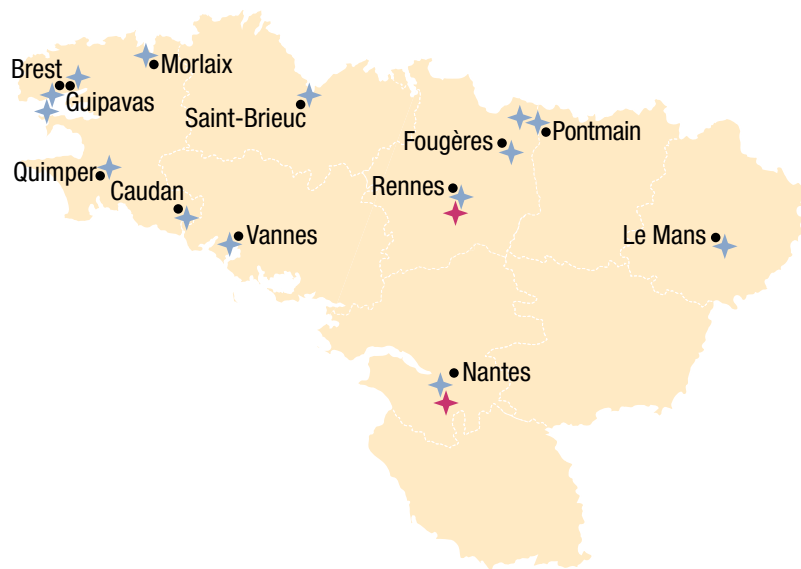 Brest
Morlaix
Guipavas
Saint-Brieuc
Fougères
Pontmain
Quimper
Caudan
Rennes
Vannes
Le Mans
Nantes